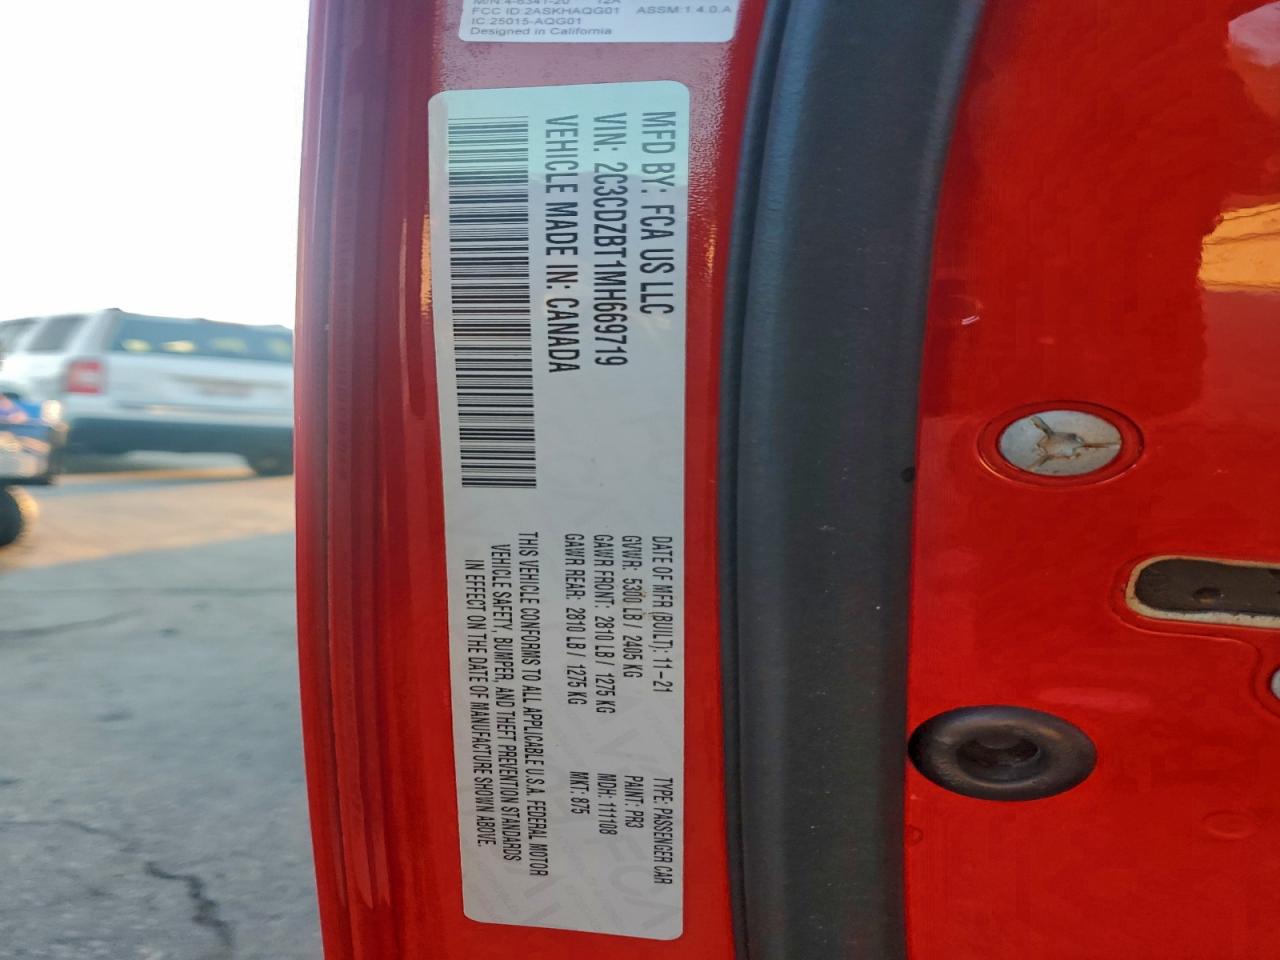 FCC ID:2ASKHAQG01 ASSM:1.4.0.A
IC:25015-AQG01
Designed in California
MFD BY: FCA US LLC
VIN: 2C3CDZBT1MH669719
VEHICLE MADE IN: CANADA
DATE OF MFR (BUILT): 11-21
GVWR: 5300 LB / 2405 KG
GAWR FRONT: 2810 LB / 1275 KG
GAWR REAR: 2810 LB / 1275 KG
TYPE: PASSENGER CAR
PAINT: PR3
MDH: 111108
MKT: 875
THIS VEHICLE CONFORMS TO ALL APPLICABLE U.S.A. FEDERAL MOTOR
VEHICLE SAFETY, BUMPER, AND THEFT PREVENTION STANDARDS
IN EFFECT ON THE DATE OF MANUFACTURE SHOWN ABOVE.